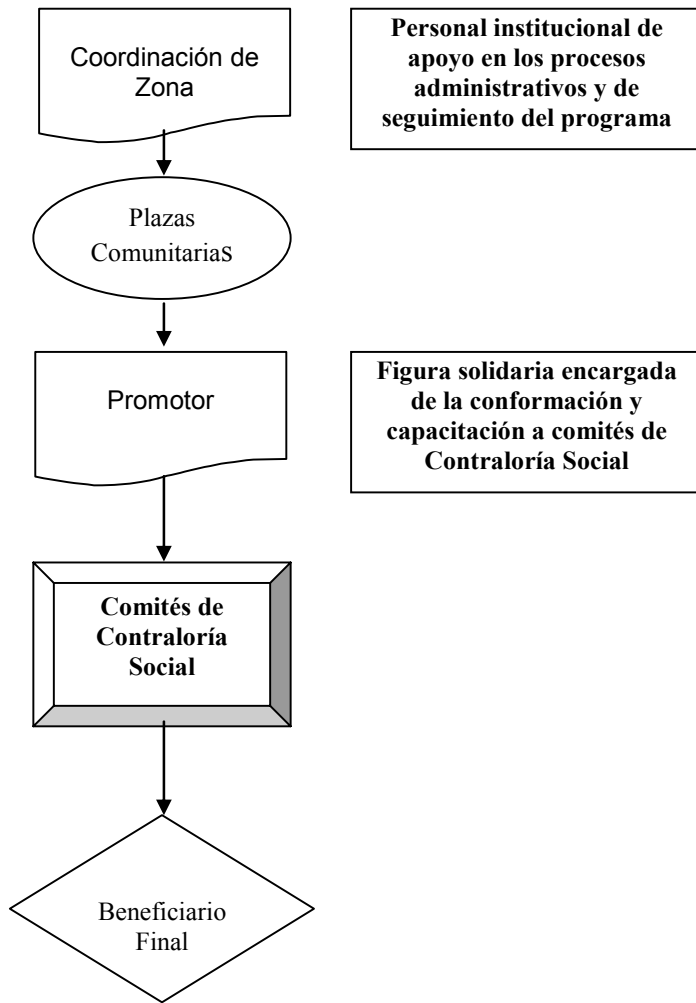 Coordinación de
Zona
Personal institucional de
apoyo en los procesos
administrativos y de
seguimiento del programa
Plazas
Comunitarias
Promotor
Figura solidaria encargada
de la conformación y
capacitación a comités de
Contraloría Social
Comités de
Contraloría
Social
Beneficiario
Final